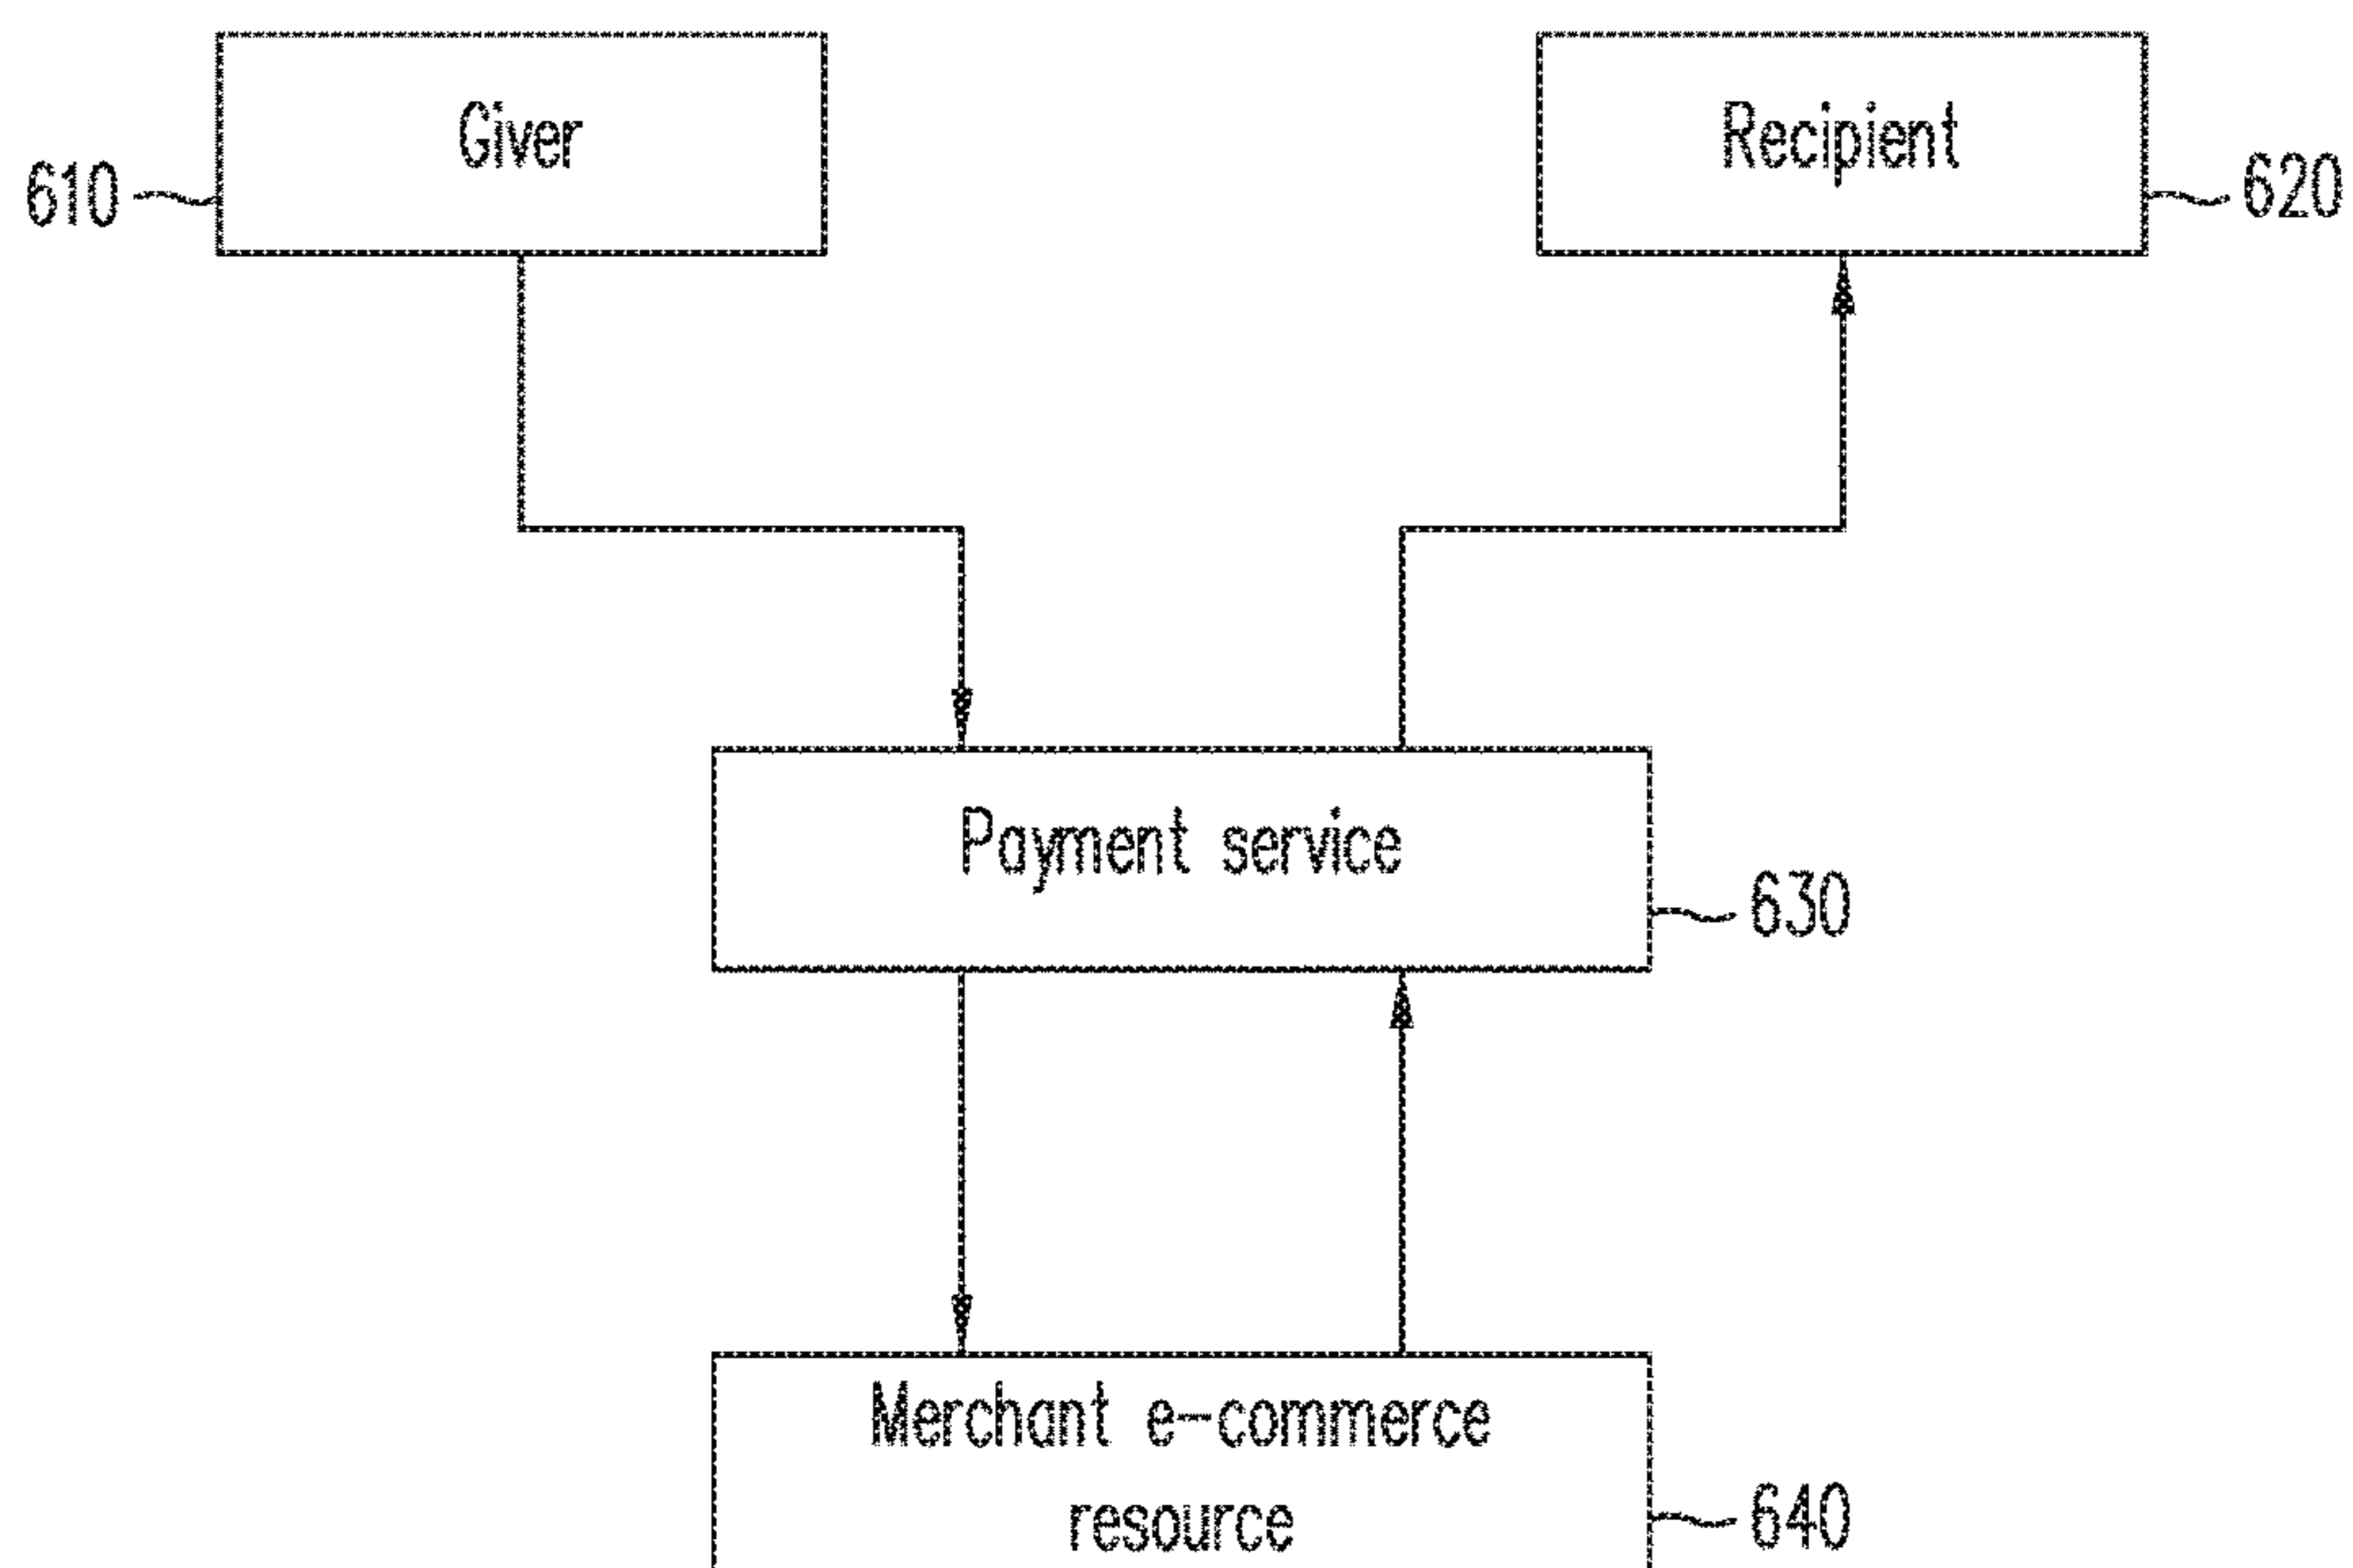 Giver
Recipient
610
620
Payment service
630
Merchant e-commerce
resource
640